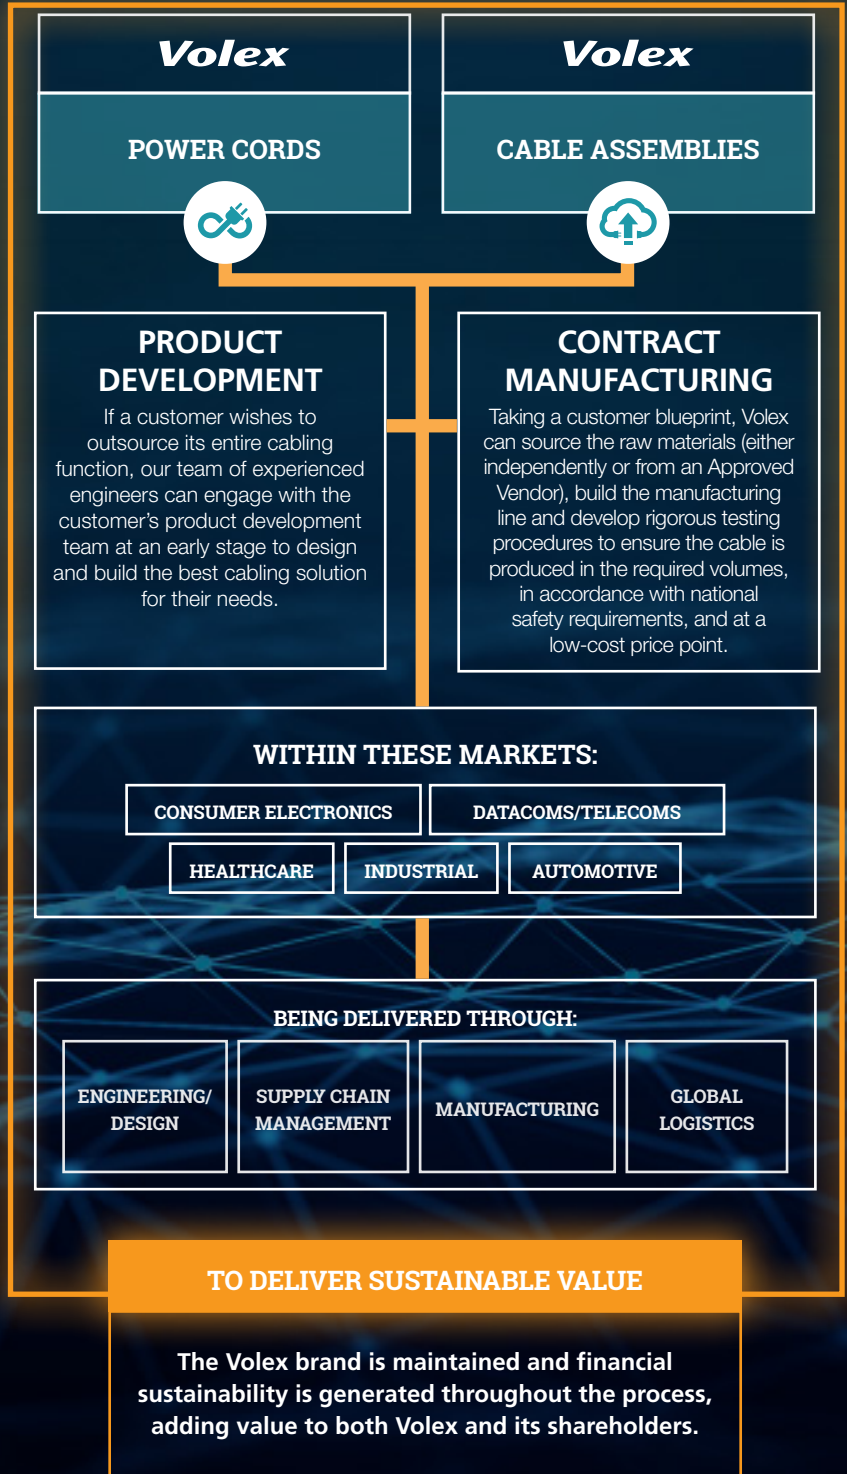 Volex
Volex
POWER CORDS
CABLE ASSEMBLIES
PRODUCT
DEVELOPMENT
If a customer wishes to
outsource its entire cabling
function, our team of experienced
engineers can engage with the
customer’s product development
team at an early stage to design
and build the best cabling solution
for their needs.
CONTRACT
MANUFACTURING
Taking a customer blueprint, Volex
can source the raw materials (either
independently or from an Approved
Vendor), build the manufacturing
line and develop rigorous testing
procedures to ensure the cable is
produced in the required volumes,
in accordance with national
safety requirements, and at a
low-cost price point.
WITHIN THESE MARKETS:
CONSUMER ELECTRONICS
DATACOMS/TELECOMS
HEALTHCARE
INDUSTRIAL
AUTOMOTIVE
BEING DELIVERED THROUGH:
ENGINEERING/
DESIGN
SUPPLY CHAIN
MANAGEMENT
MANUFACTURING
GLOBAL
LOGISTICS
TO DELIVER SUSTAINABLE VALUE
The Volex brand is maintained and financial
sustainability is generated throughout the process,
adding value to both Volex and its shareholders.